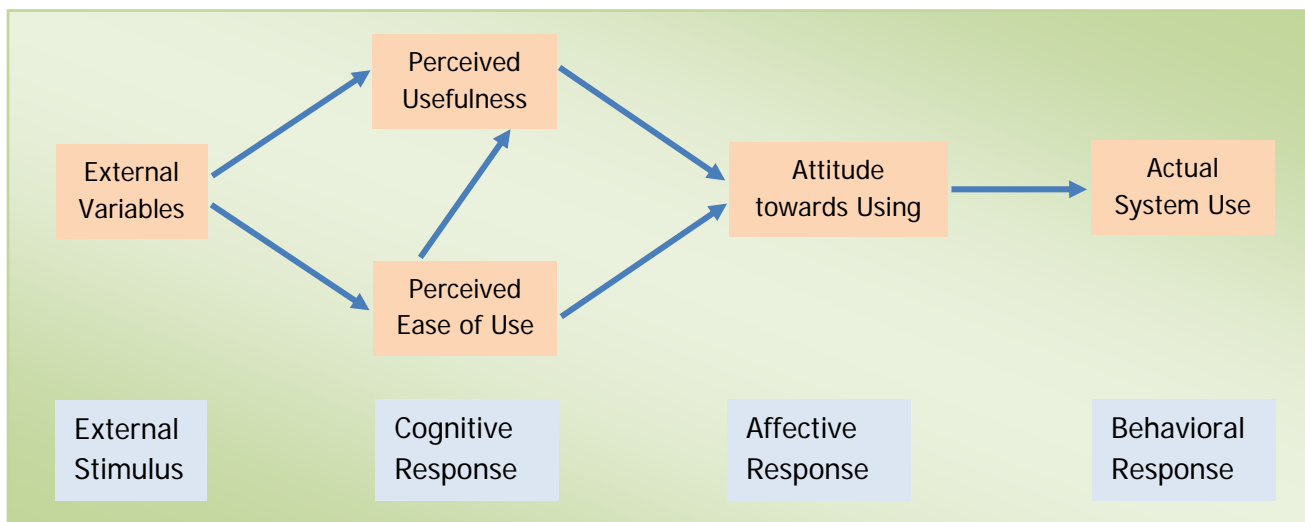 Perceived
Usefulness
External
Variables
Attitude
towards Using
Actual
System Use
Perceived
Ease of Use
External
Stimulus
Cognitive
Response
Affective
Response
Behavioral
Response